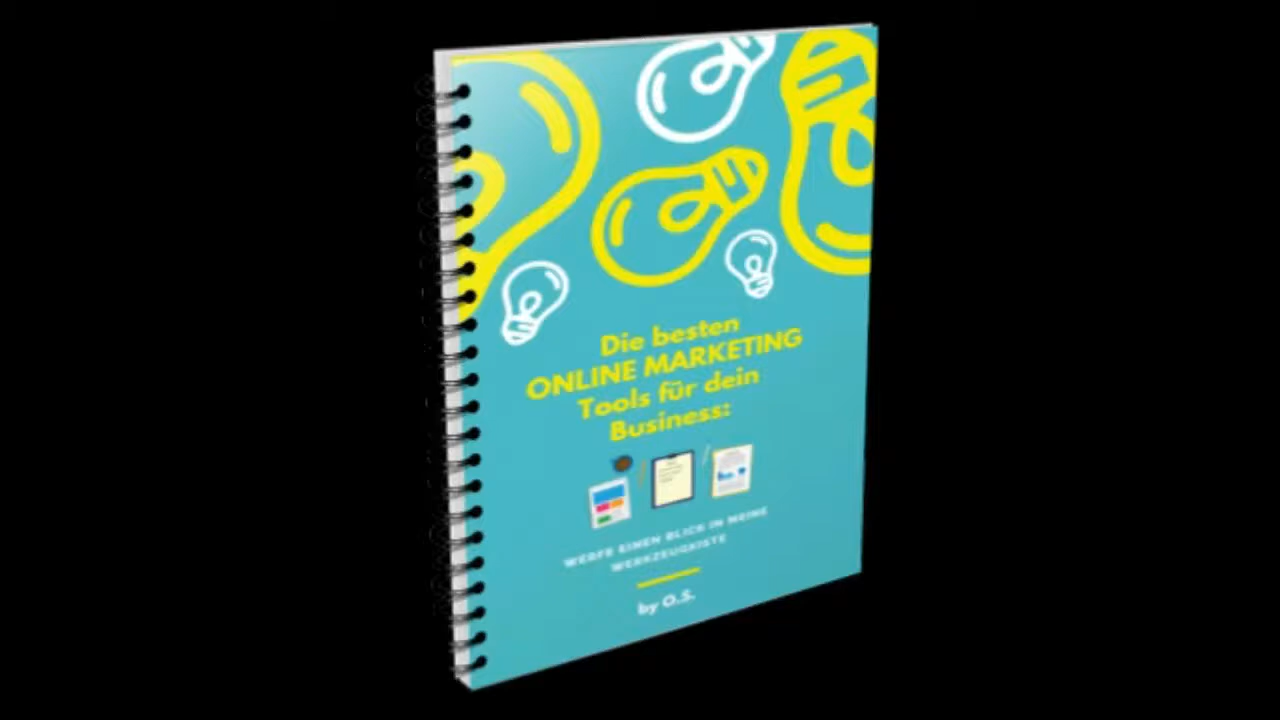 Die besten
ONLINE MARKETING
Tools für dein
Business:
WERFE EINEN BLICK IN MEINE
WERKZEUGKISTE
by O.S.